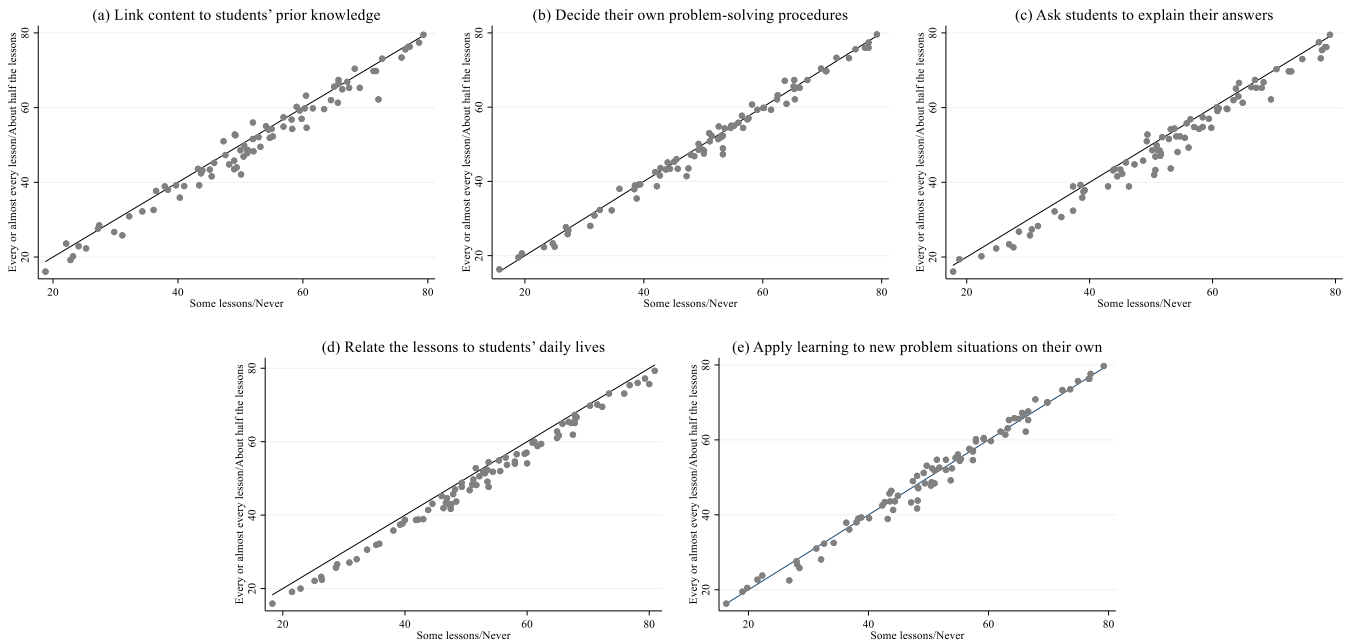 (a) Link content to students’ prior knowledge
Every or almost every lesson/About half the lessons
80
60
40
20
20 40 60 80
Some lessons/Never
(b) Decide their own problem-solving procedures
Every or almost every lesson/About half the lessons
80
60
40
20
20 40 60 80
Some lessons/Never
(c) Ask students to explain their answers
Every or almost every lesson/About half the lessons
80
60
40
20
20 40 60 80
Some lessons/Never
(d) Relate the lessons to students’ daily lives
Every or almost every lesson/About half the lessons
80
60
40
20
20 40 60 80
Some lessons/Never
(e) Apply learning to new problem situations on their own
Every or almost every lesson/About half the lessons
80
60
40
20
20 40 60 80
Some lessons/Never